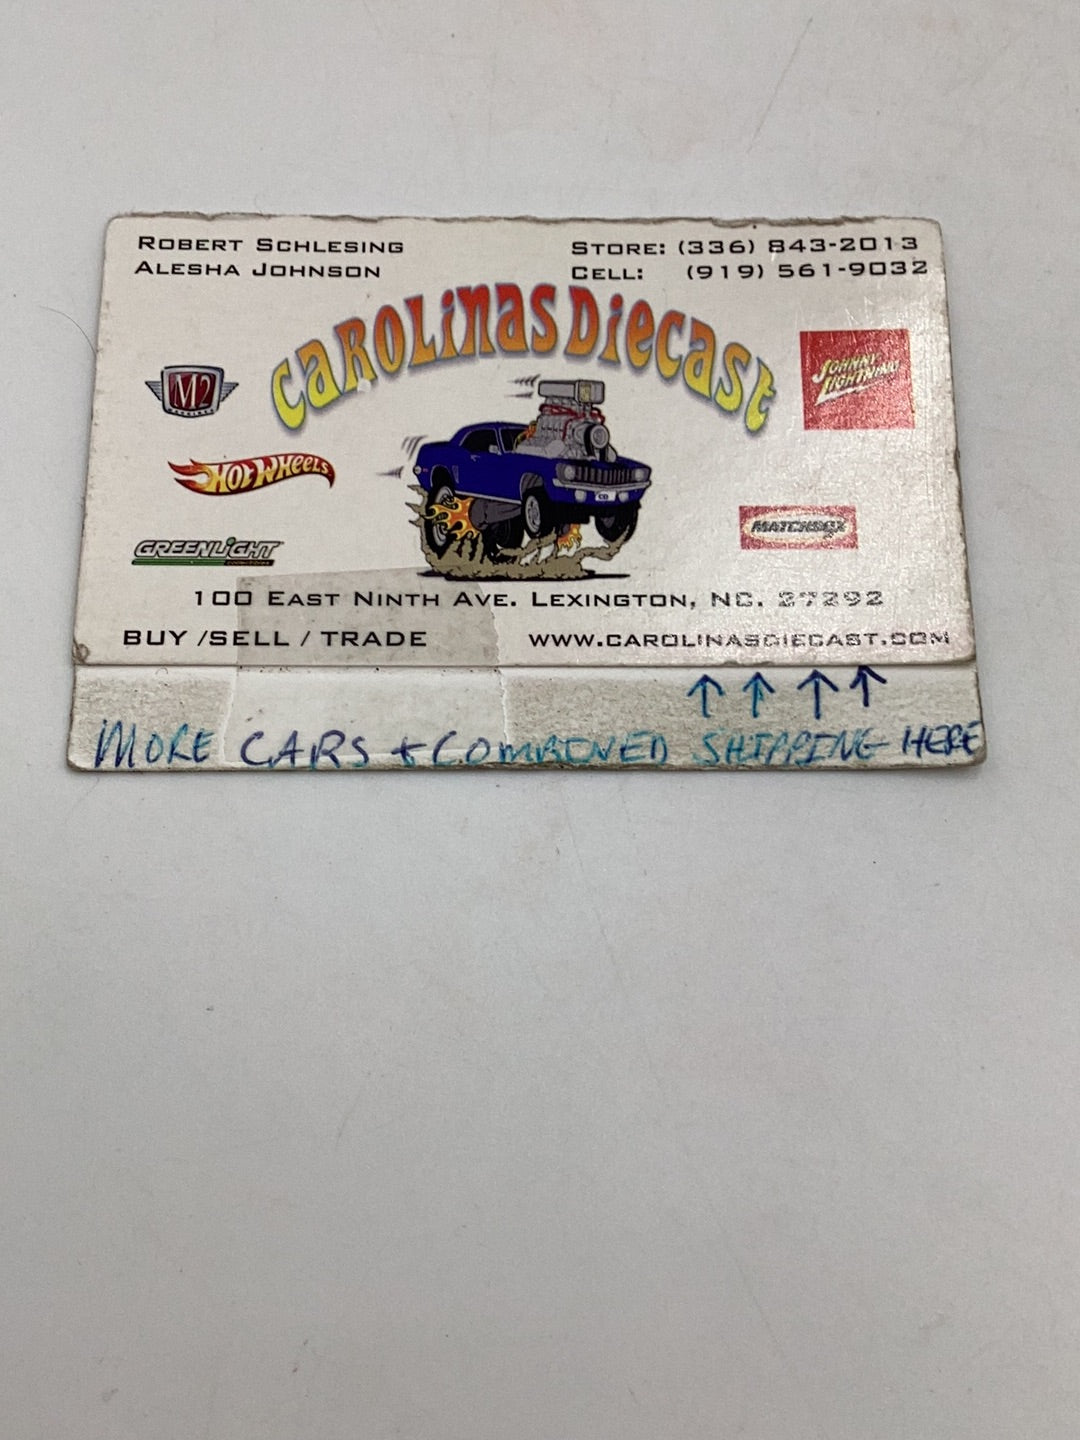 ROBERT SCHLESING
ALESHA JOHNSON
STORE: (336) 843-2013
CELL: (919) 561-9032
CAROLINAS DIECAST
M2
MACHINES
JOHNNY LIGHTNING
HOT WHEELS
MATCHBOX
GREENLIGHT
CD
100 EAST NINTH AVE. LEXINGTON, NC. 27292
BUY /SELL / TRADE
WWW.CAROLINASDIECAST.COM
↑ ↑ ↑ ↑
MORE CARS + COMBINED SHIPPING HERE